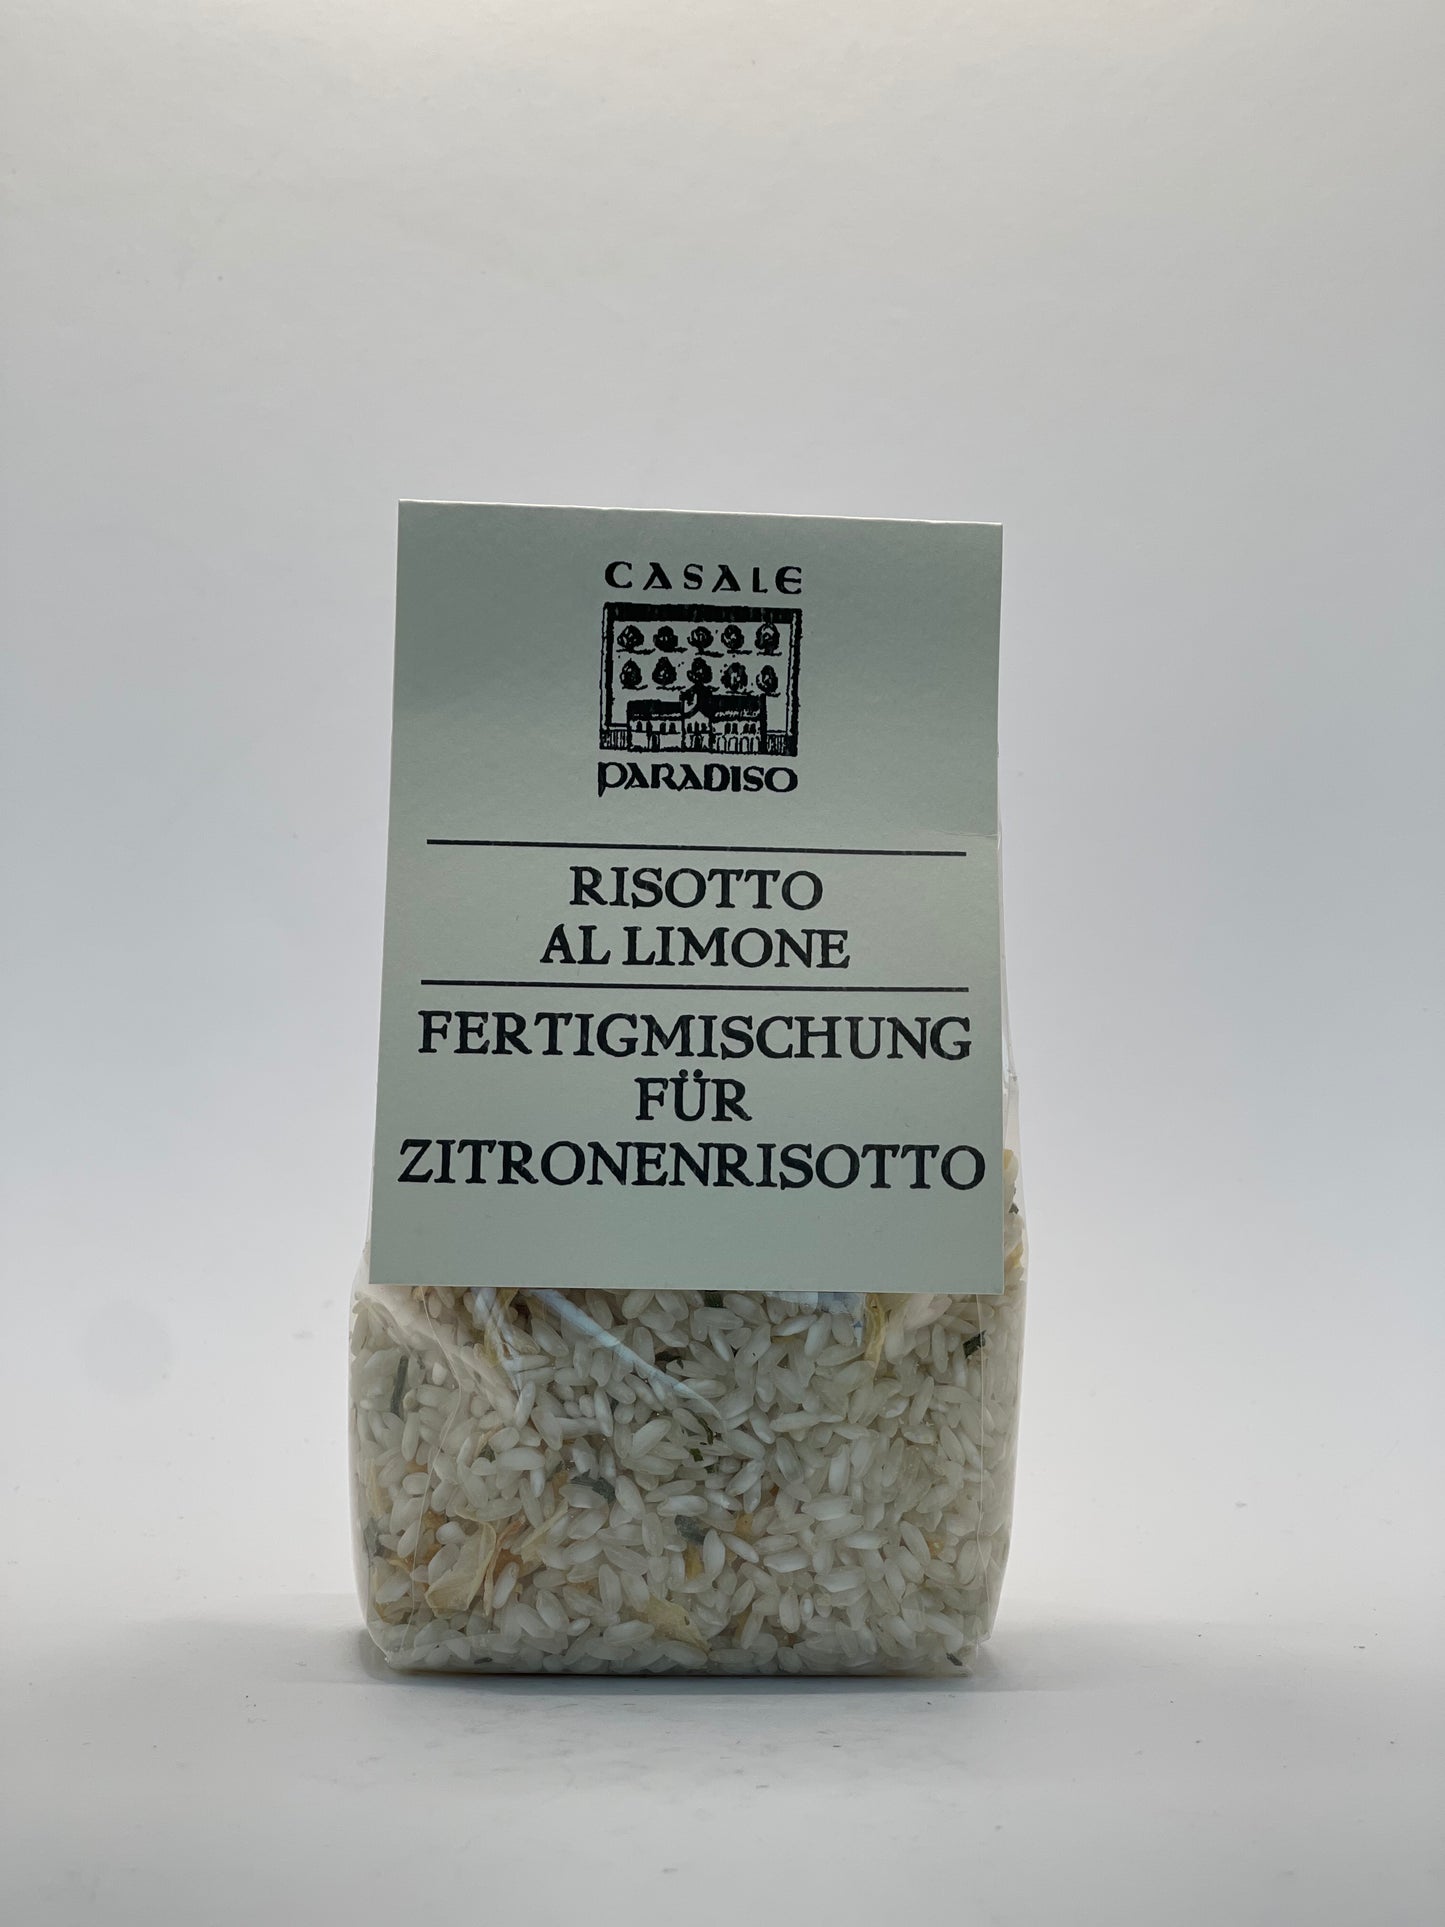 CASALE
PARADISO
RISOTTO
AL LIMONE
FERTIGMISCHUNG
FÜR
ZITRONENRISOTTO